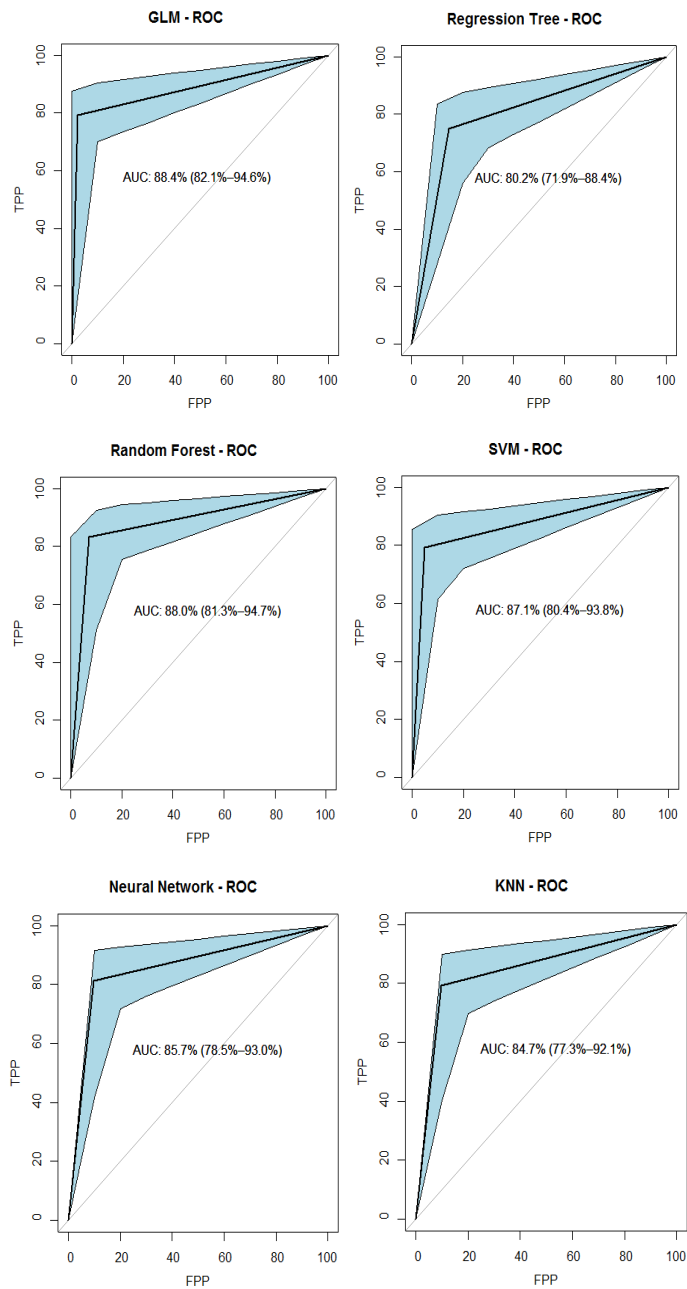 GLM - ROC
TPP
100
80
60
40
20
0
AUC: 88.4% (82.1%–94.6%)
0 20 40 60 80 100
FPP
Regression Tree - ROC
TPP
100
80
60
40
20
0
AUC: 80.2% (71.9%–88.4%)
0 20 40 60 80 100
FPP
Random Forest - ROC
TPP
100
80
60
40
20
0
AUC: 88.0% (81.3%–94.7%)
0 20 40 60 80 100
FPP
SVM - ROC
TPP
100
80
60
40
20
0
AUC: 87.1% (80.4%–93.8%)
0 20 40 60 80 100
FPP
Neural Network - ROC
TPP
100
80
60
40
20
0
AUC: 85.7% (78.5%–93.0%)
0 20 40 60 80 100
FPP
KNN - ROC
TPP
100
80
60
40
20
0
AUC: 84.7% (77.3%–92.1%)
0 20 40 60 80 100
FPP